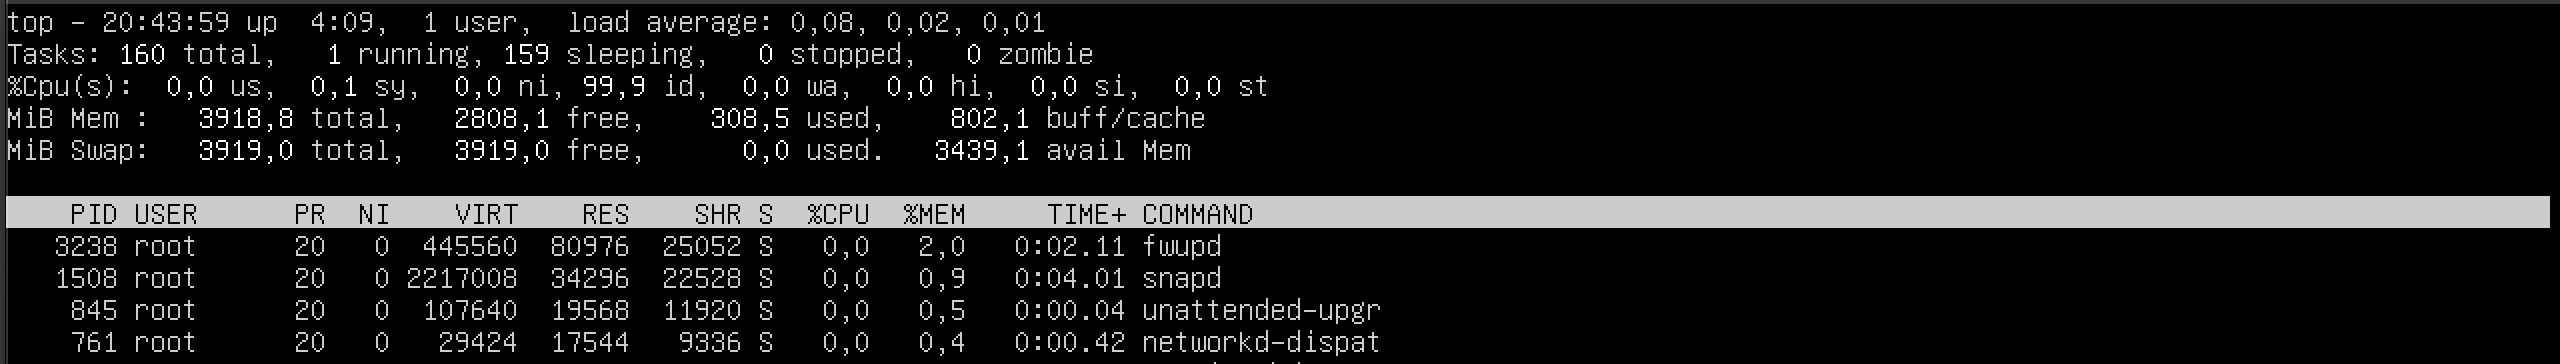 top - 20:43:59 up  4:09,  1 user,  load average: 0,08, 0,02, 0,01
Tasks: 160 total,   1 running, 159 sleeping,   0 stopped,   0 zombie
%Cpu(s):  0,0 us,  0,1 sy,  0,0 ni, 99,9 id,  0,0 wa,  0,0 hi,  0,0 si,  0,0 st
MiB Mem :   3918,8 total,   2808,1 free,    308,5 used,    802,1 buff/cache
MiB Swap:   3919,0 total,   3919,0 free,      0,0 used.   3439,1 avail Mem
    PID USER      PR  NI    VIRT    RES    SHR S  %CPU  %MEM     TIME+ COMMAND
   3238 root      20   0  445560  80976  25052 S   0,0   2,0   0:02.11 fwupd
   1508 root      20   0 2217008  34296  22528 S   0,0   0,9   0:04.01 snapd
    845 root      20   0  107640  19568  11920 S   0,0   0,5   0:00.04 unattended-upgr
    761 root      20   0   29424  17544   9336 S   0,0   0,4   0:00.42 networkd-dispat